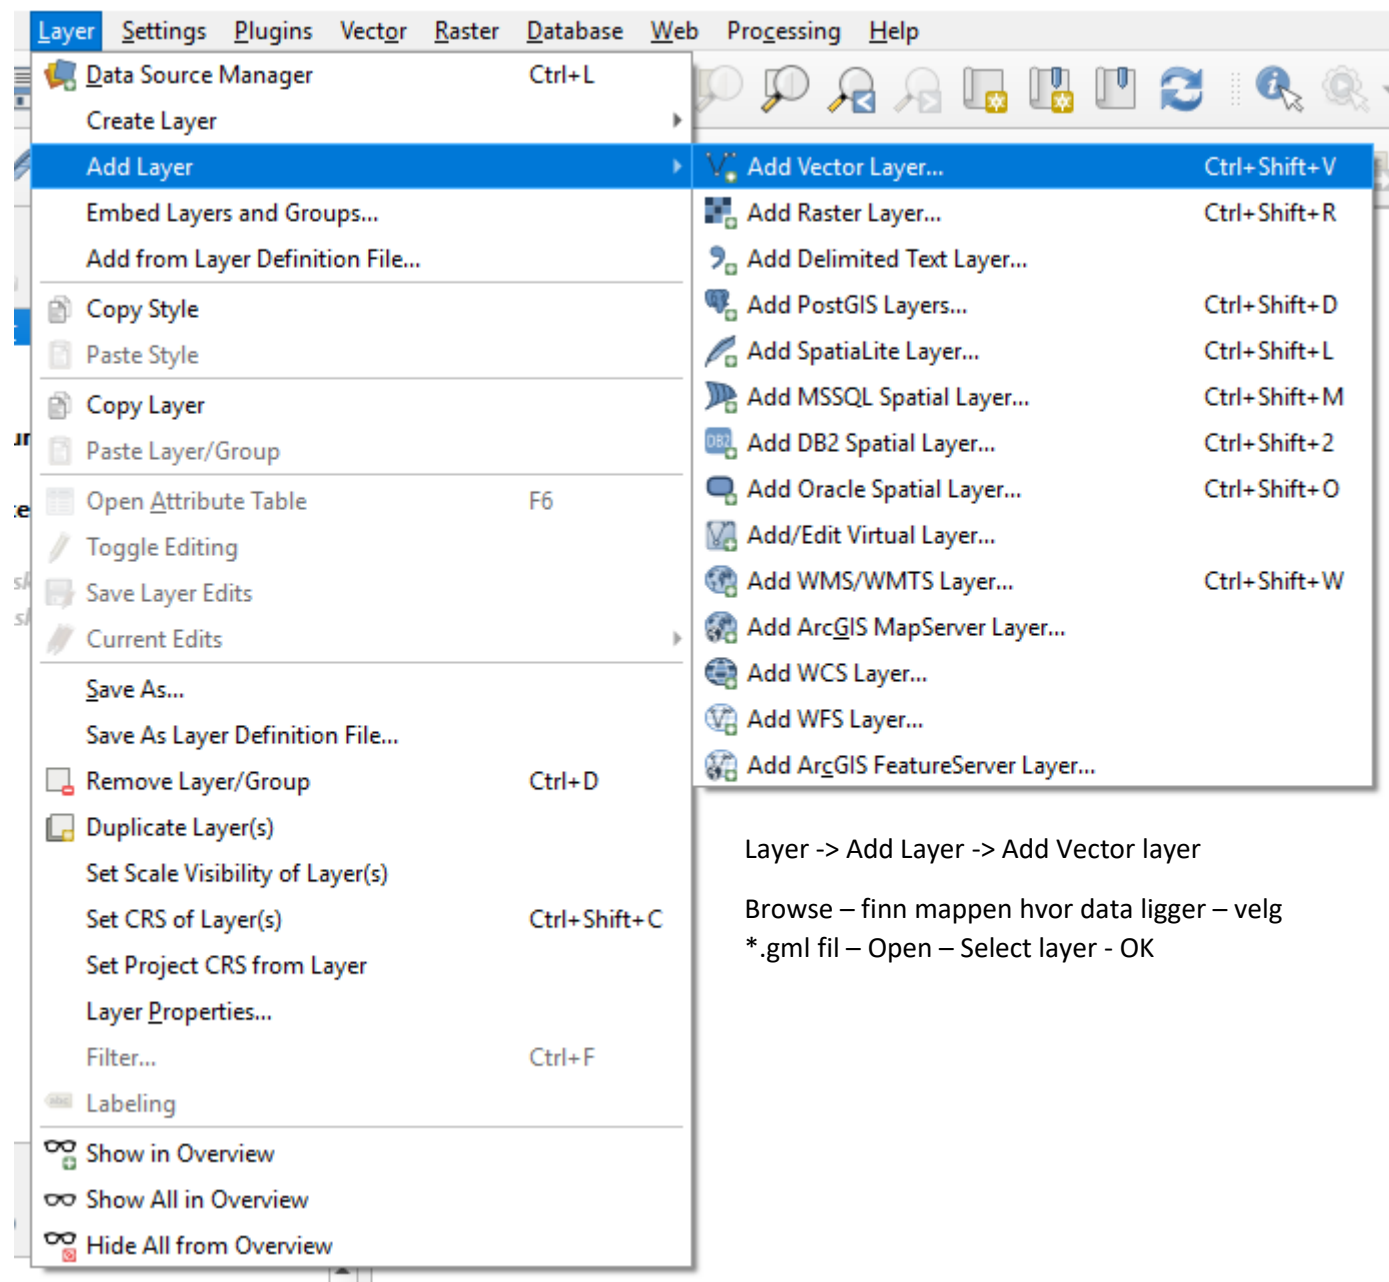 Layer Settings Plugins Vector Raster Database Web Processing Help
Data Source Manager Ctrl+L
Create Layer
Add Layer
Embed Layers and Groups...
Add from Layer Definition File...
Copy Style
Paste Style
Copy Layer
Paste Layer/Group
Open Attribute Table F6
Toggle Editing
Save Layer Edits
Current Edits
Save As...
Save As Layer Definition File...
Remove Layer/Group Ctrl+D
Duplicate Layer(s)
Set Scale Visibility of Layer(s)
Set CRS of Layer(s) Ctrl+Shift+C
Set Project CRS from Layer
Layer Properties...
Filter... Ctrl+F
abc Labeling
Show in Overview
Show All in Overview
Hide All from Overview
Add Vector Layer... Ctrl+Shift+V
Add Raster Layer... Ctrl+Shift+R
Add Delimited Text Layer...
Add PostGIS Layers... Ctrl+Shift+D
Add SpatiaLite Layer... Ctrl+Shift+L
Add MSSQL Spatial Layer... Ctrl+Shift+M
DB2 Add DB2 Spatial Layer... Ctrl+Shift+2
Add Oracle Spatial Layer... Ctrl+Shift+O
Add/Edit Virtual Layer...
Add WMS/WMTS Layer... Ctrl+Shift+W
Add ArcGIS MapServer Layer...
Add WCS Layer...
Add WFS Layer...
Add ArcGIS FeatureServer Layer...
Layer -> Add Layer -> Add Vector layer
Browse – finn mappen hvor data ligger – velg
*.gml fil – Open – Select layer - OK